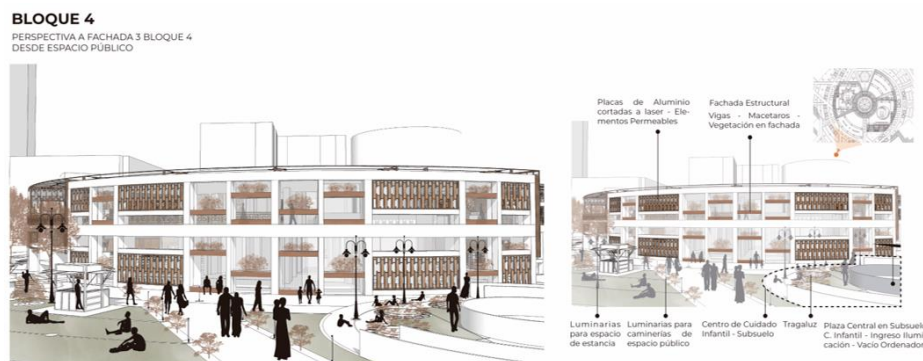 BLOQUE 4
PERSPECTIVA A FACHADA 3 BLOQUE 4
DESDE ESPACIO PÚBLICO
Placas de Aluminio
cortadas a laser - Ele-
mentos Permeables
Fachada Estructural
Vigas - Macetaros -
Vegetación en fachada
Luminarias
para espacio
de estancia
Luminarias para
caminerías de
espacio público
Centro de Cuidado
Infantil - Subsuelo
Tragaluz
Plaza Central en Subsuelo
C. Infantil - Ingreso Ilumi
cación - Vacío Ordenador